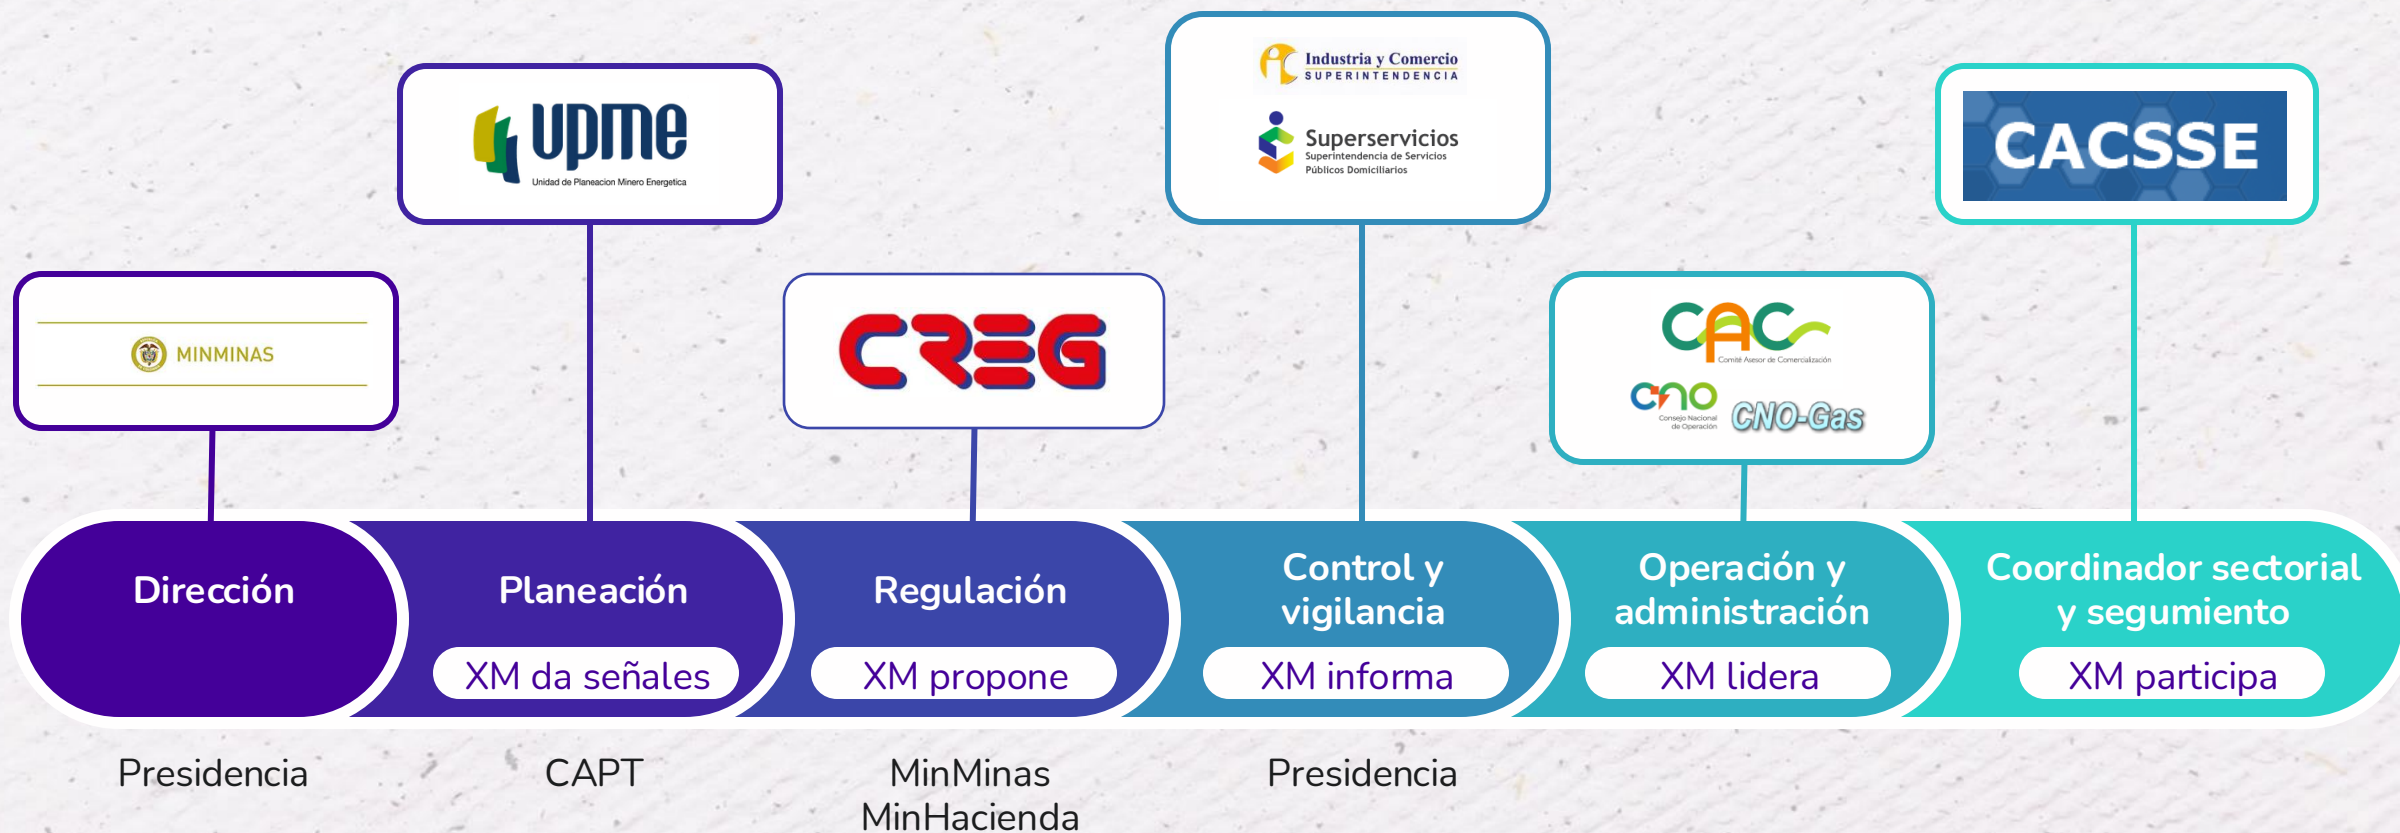 MINMINAS
upme
Unidad de Planeacion Minero Energetica
CREG
Industria y Comercio
SUPERINTENDENCIA
Superservicios
Superintendencia de Servicios
Públicos Domiciliarios
CAC
Comité Asesor de Comercialización
cno
Consejo Nacional
de Operación
CNO-Gas
CACSSE
Dirección
Planeación
XM da señales
Regulación
XM propone
Control y
vigilancia
XM informa
Operación y
administración
XM lidera
Coordinador sectorial
y segumiento
XM participa
Presidencia
CAPT
MinMinas
MinHacienda
Presidencia